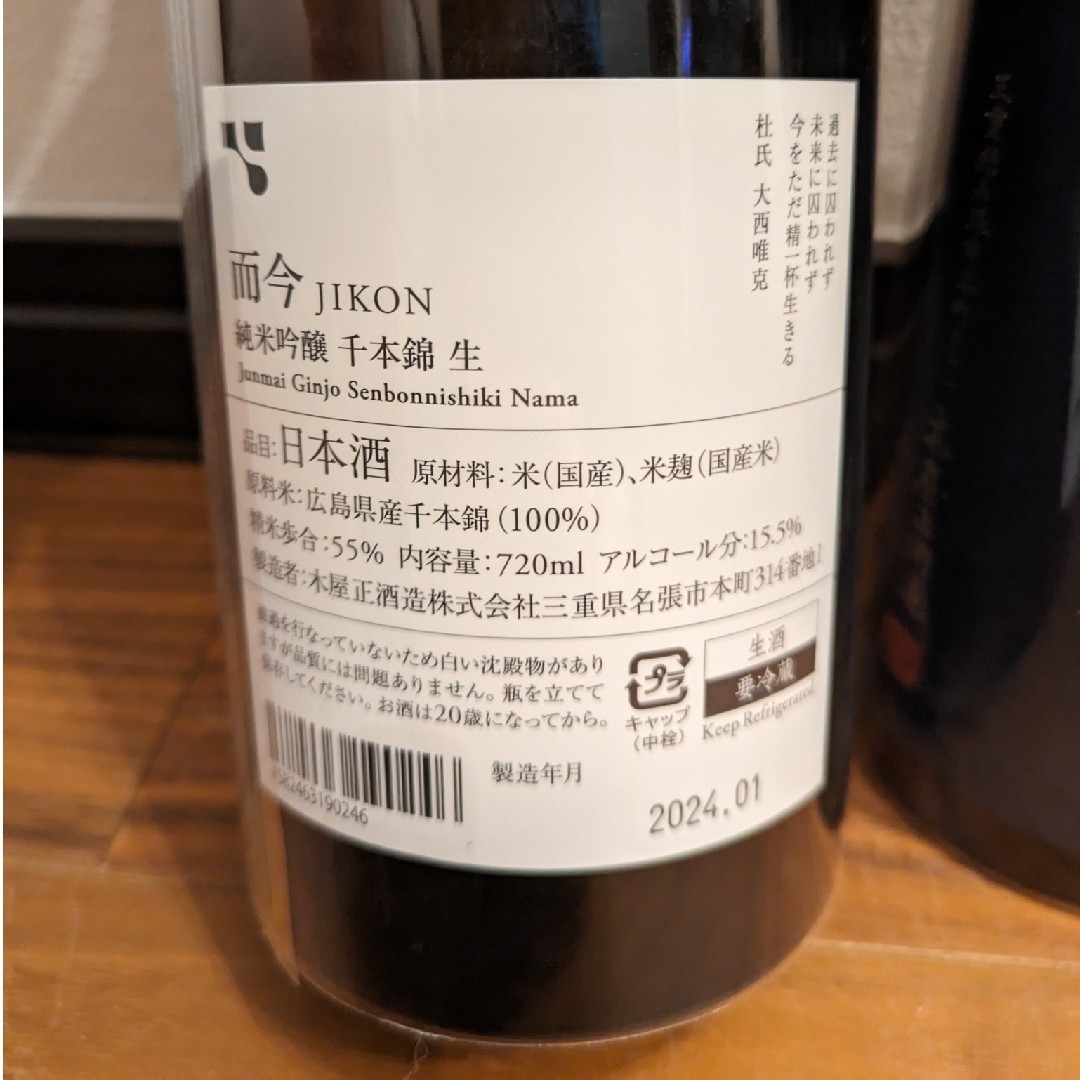 過去に囚われず
未来に囚われず
今をただ精一杯生きる
杜氏 大西唯克
而今 JIKON
純米吟醸 千本錦 生
Junmai Ginjo Senbonnishiki Nama
品目:日本酒 原材料:米(国産)、米麹(国産米)
原料米:広島県産千本錦(100%)
精米歩合:55% 内容量:720ml アルコール分:15.5%
製造者:木屋正酒造株式会社三重県名張市本町314番地1
濾過を行なっていないため白い沈殿物があり
ますが品質には問題ありません。瓶を立てて
保存してください。お酒は20歳になってから。
プラ
キャップ
(中栓)
生酒
要冷蔵
Keep Refrigerated
4582463190246
製造年月
2024.01